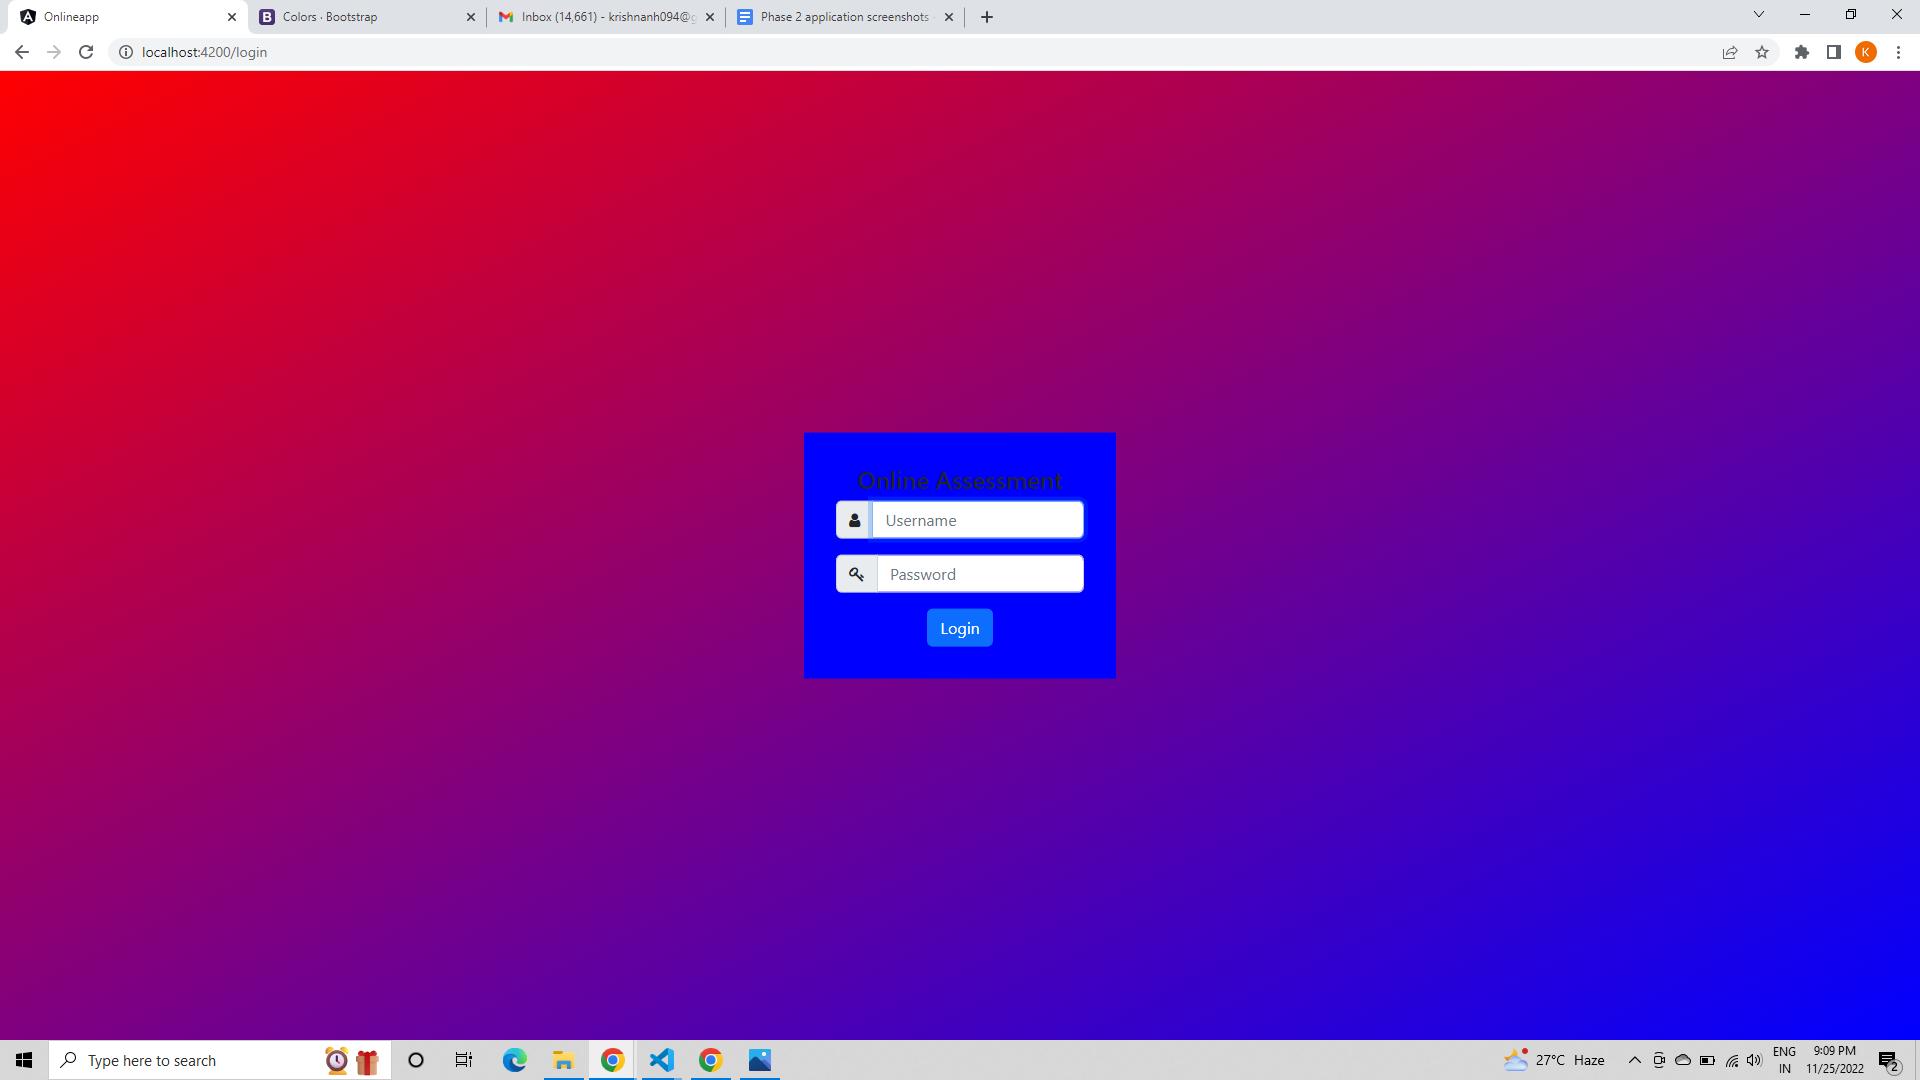 Onlineapp
Colors · Bootstrap
Inbox (14,661) - krishnanh094@
Phase 2 application screenshots
K
localhost:4200/login
Online Assessment
Username
Password
Login
Type here to search
27°C Haze
ENG
IN
9:09 PM
11/25/2022
2